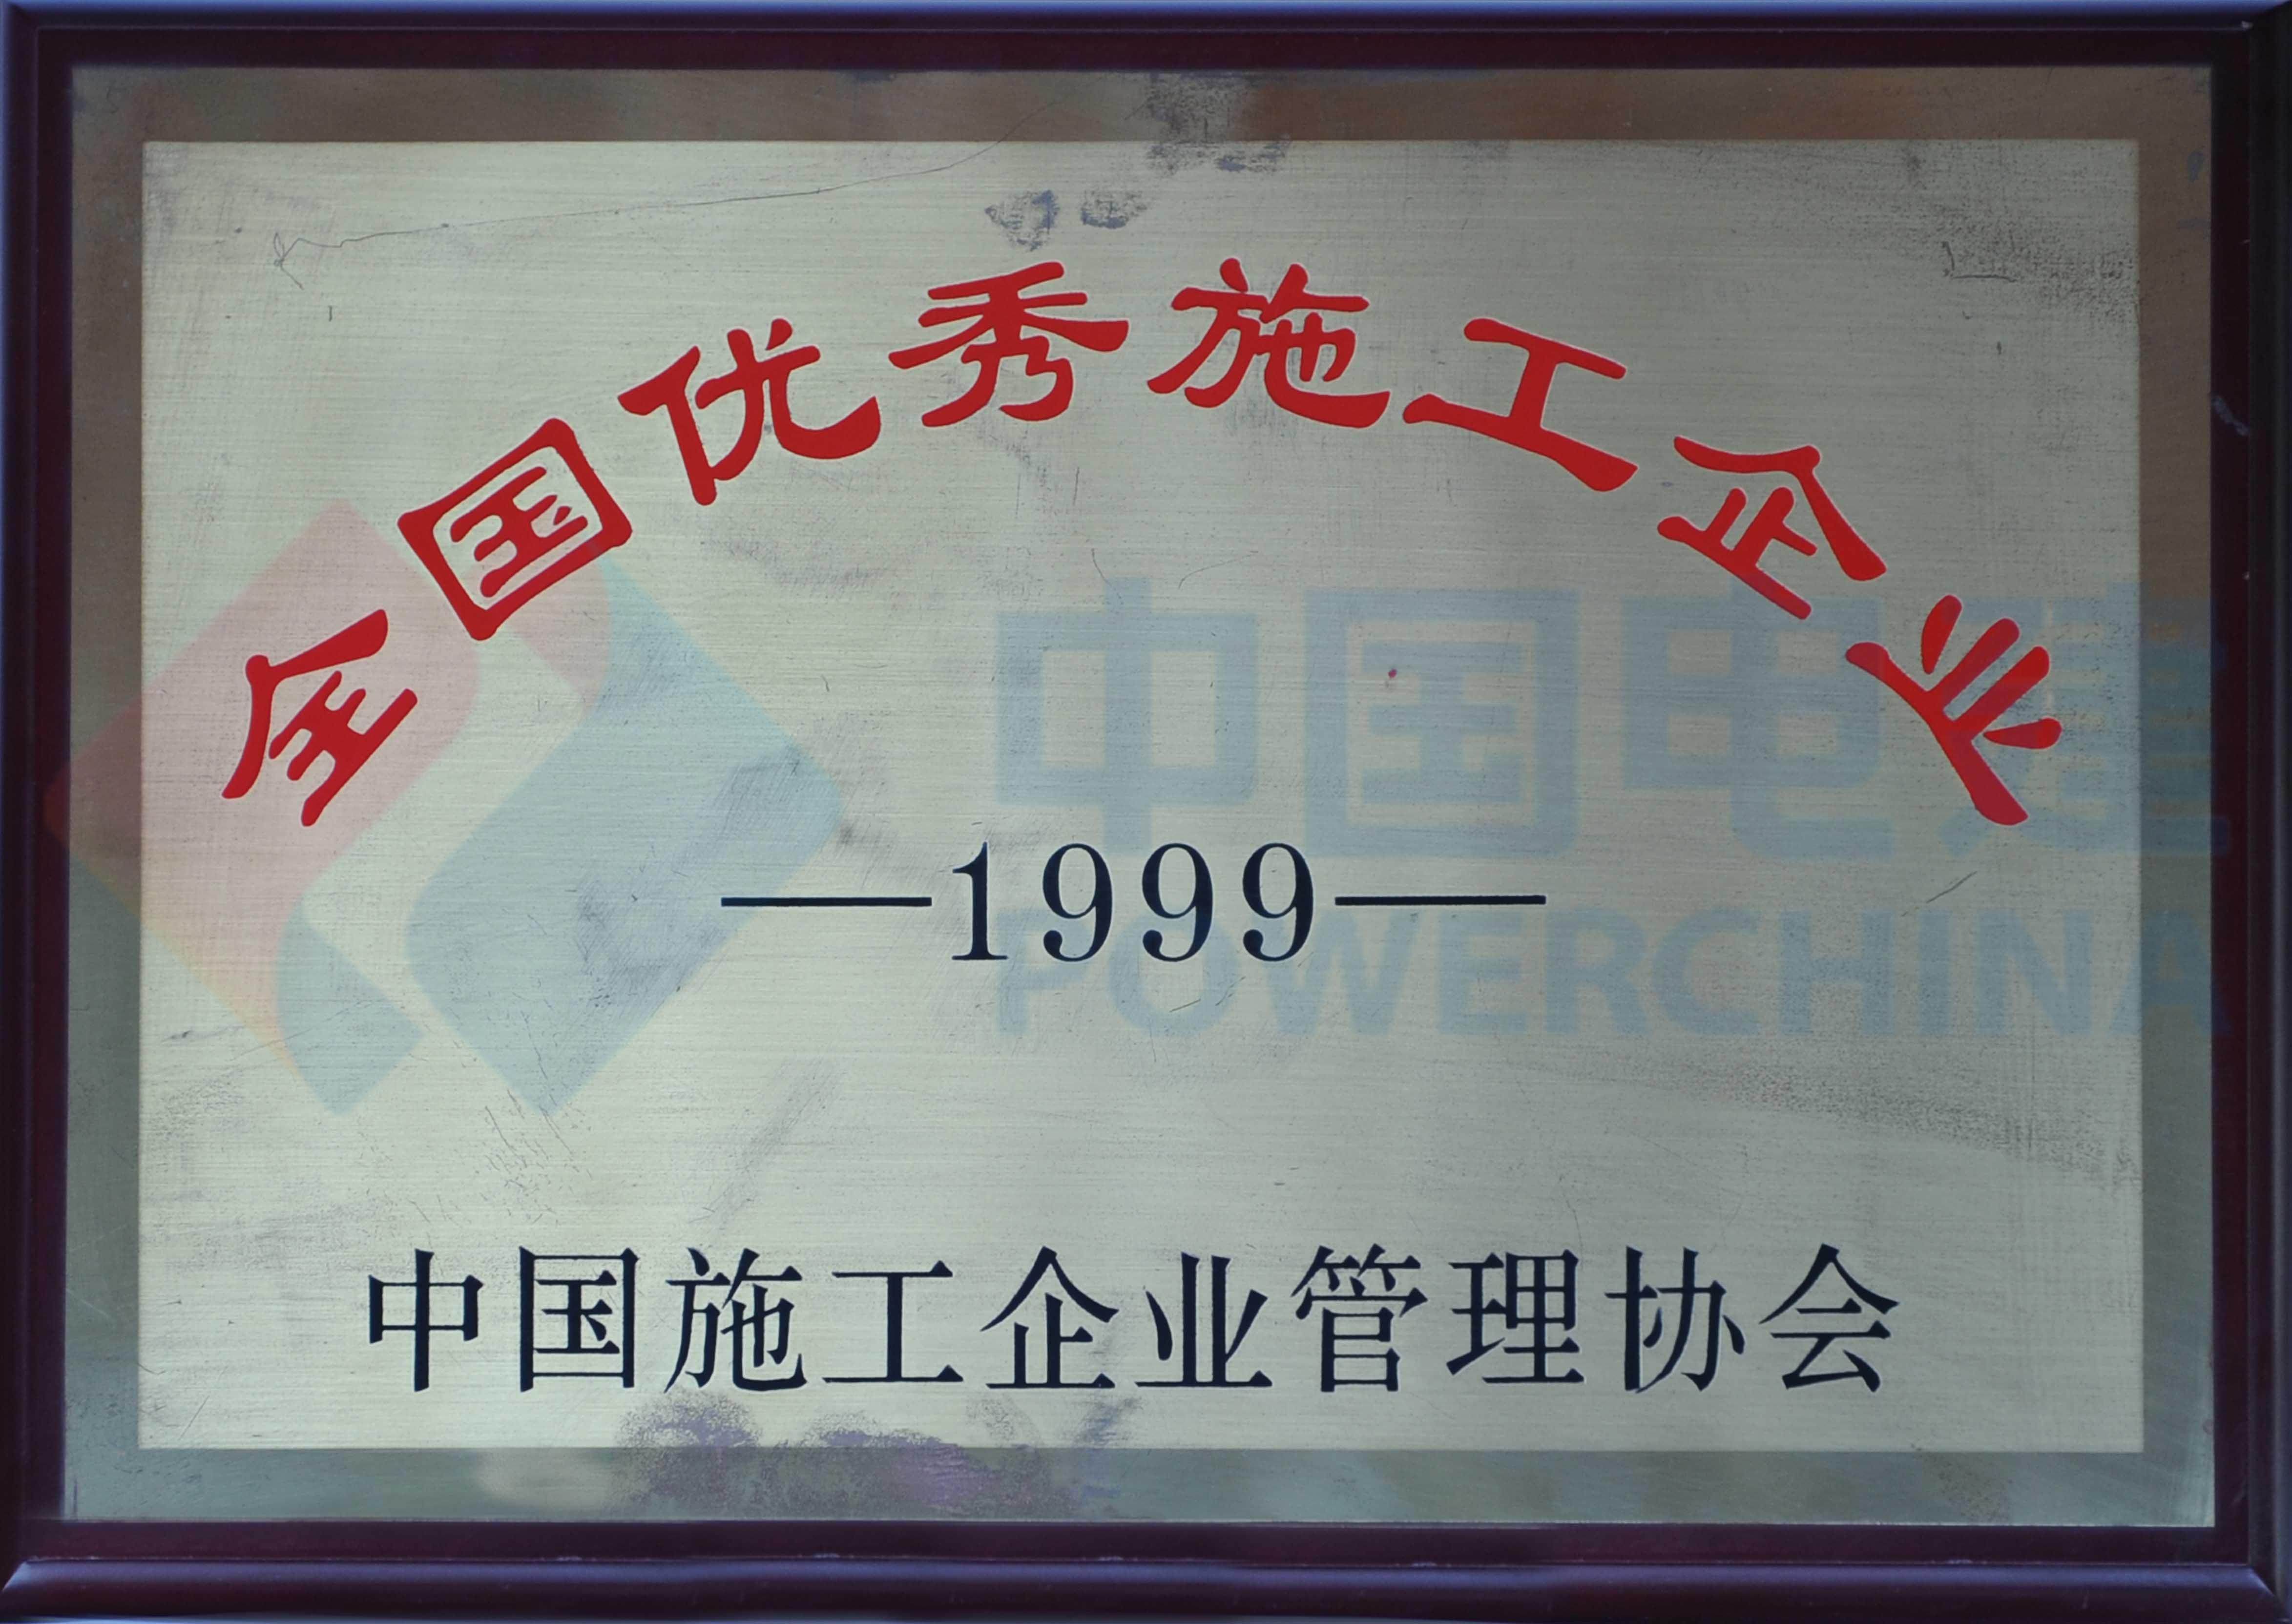 全国优秀施工企业
中国电建
—1999—
POWERCHINA
中国施工企业管理协会